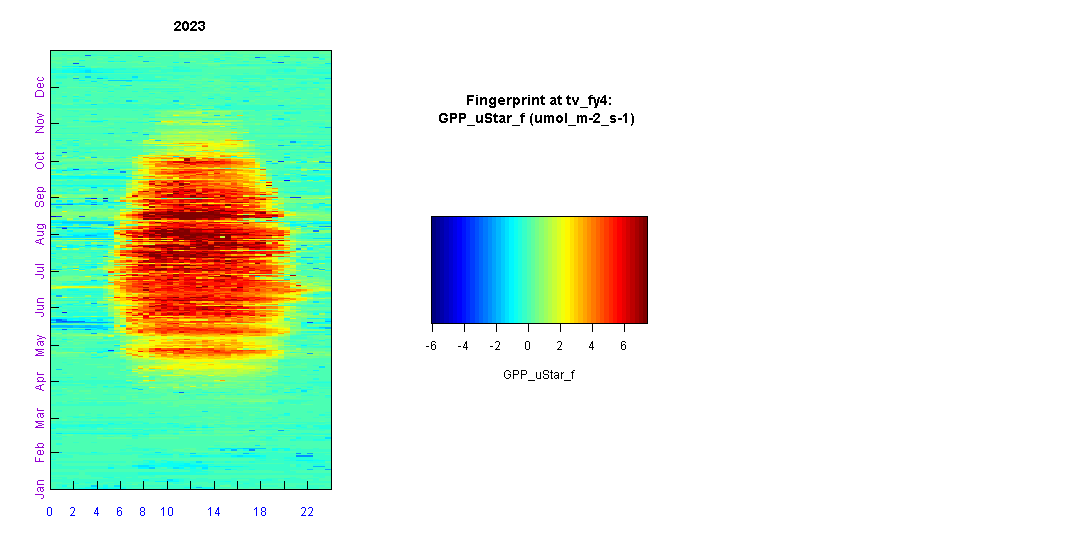 2023
Dec
Nov
Oct
Sep
Aug
Jul
Jun
May
Apr
Mar
Feb
Jan
0 2 4 6 8 10 14 18 22
Fingerprint at tv_fy4:
GPP_uStar_f (umol_m-2_s-1)
-6 -4 -2 0 2 4 6
GPP_uStar_f